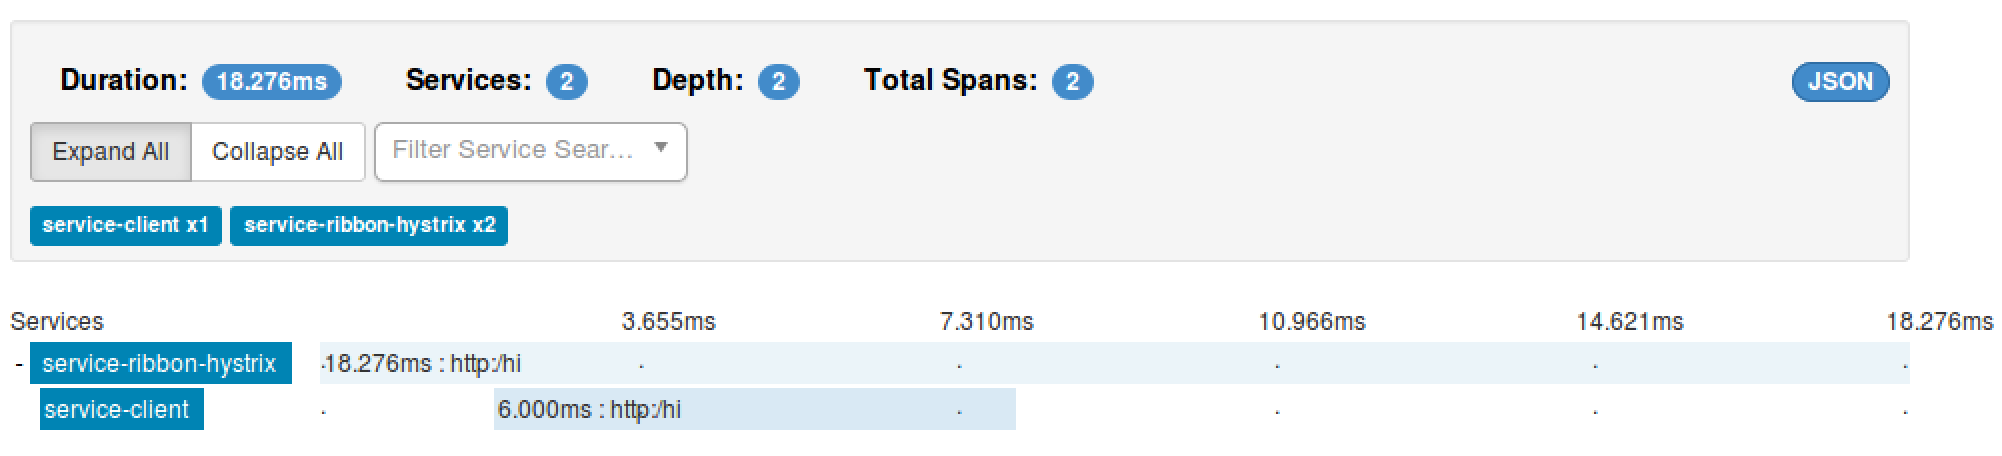 Duration: 18.276ms Services: 2 Depth: 2 Total Spans: 2 JSON
Expand All Collapse All Filter Service Sear...
service-client x1 service-ribbon-hystrix x2
Services 3.655ms 7.310ms 10.966ms 14.621ms 18.276ms
- service-ribbon-hystrix 18.276ms : http:/hi
service-client 6.000ms : http:/hi